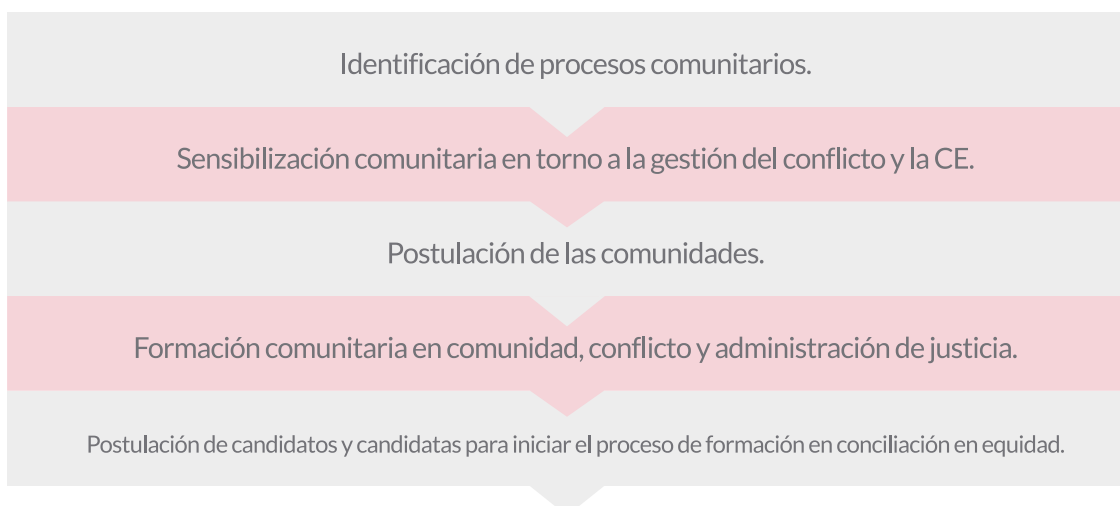 Identificación de procesos comunitarios.
Sensibilización comunitaria en torno a la gestión del conflicto y la CE.
Postulación de las comunidades.
Formación comunitaria en comunidad, conflicto y administración de justicia.
Postulación de candidatos y candidatas para iniciar el proceso de formación en conciliación en equidad.